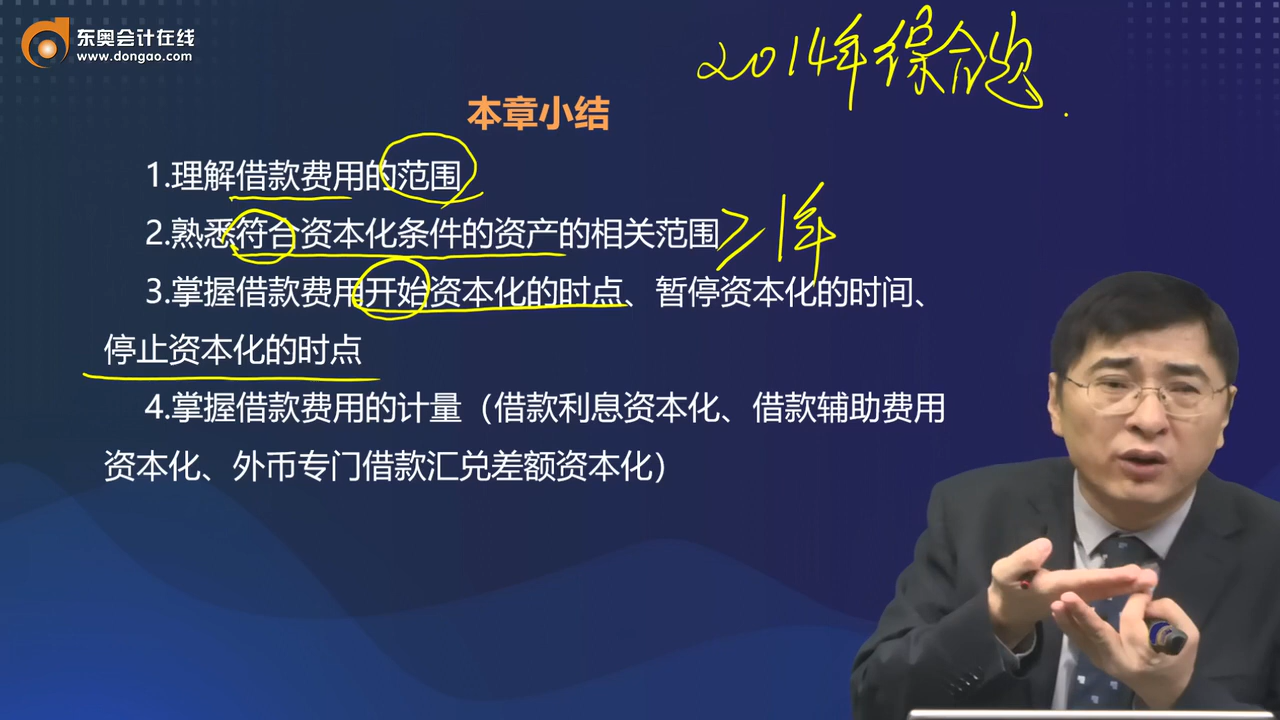 东奥会计在线
www.dongao.com
2014年综合题.
本章小结
1.理解借款费用的范围
2.熟悉符合资本化条件的资产的相关范围 ≥1年
3.掌握借款费用开始资本化的时点、暂停资本化的时间、
停止资本化的时点
4.掌握借款费用的计量（借款利息资本化、借款辅助费用
资本化、外币专门借款汇兑差额资本化）